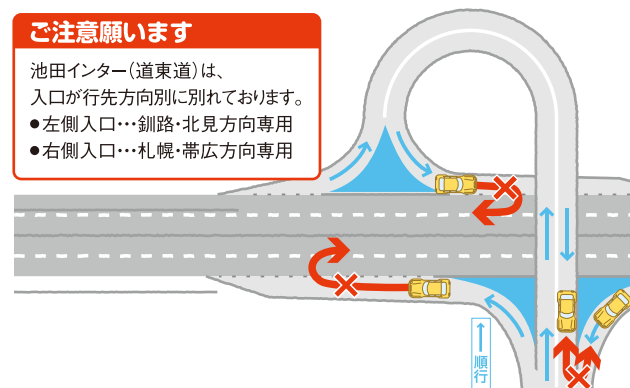 ご注意願います
池田インター(道東道)は、
入口が行先方向別に別れております。
●左側入口…釧路・北見方向専用
●右側入口…札幌・帯広方向専用
順行